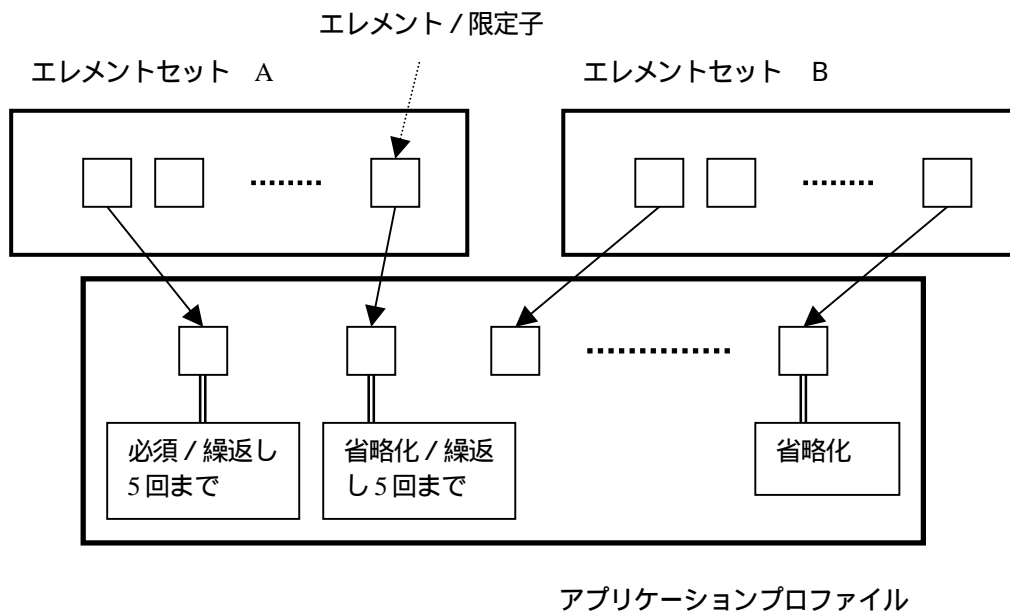 エレメント / 限定子
エレメントセット A
エレメントセット B
必須 / 繰返し
5回まで
省略化 / 繰返
し5回まで
省略化
アプリケーションプロファイル